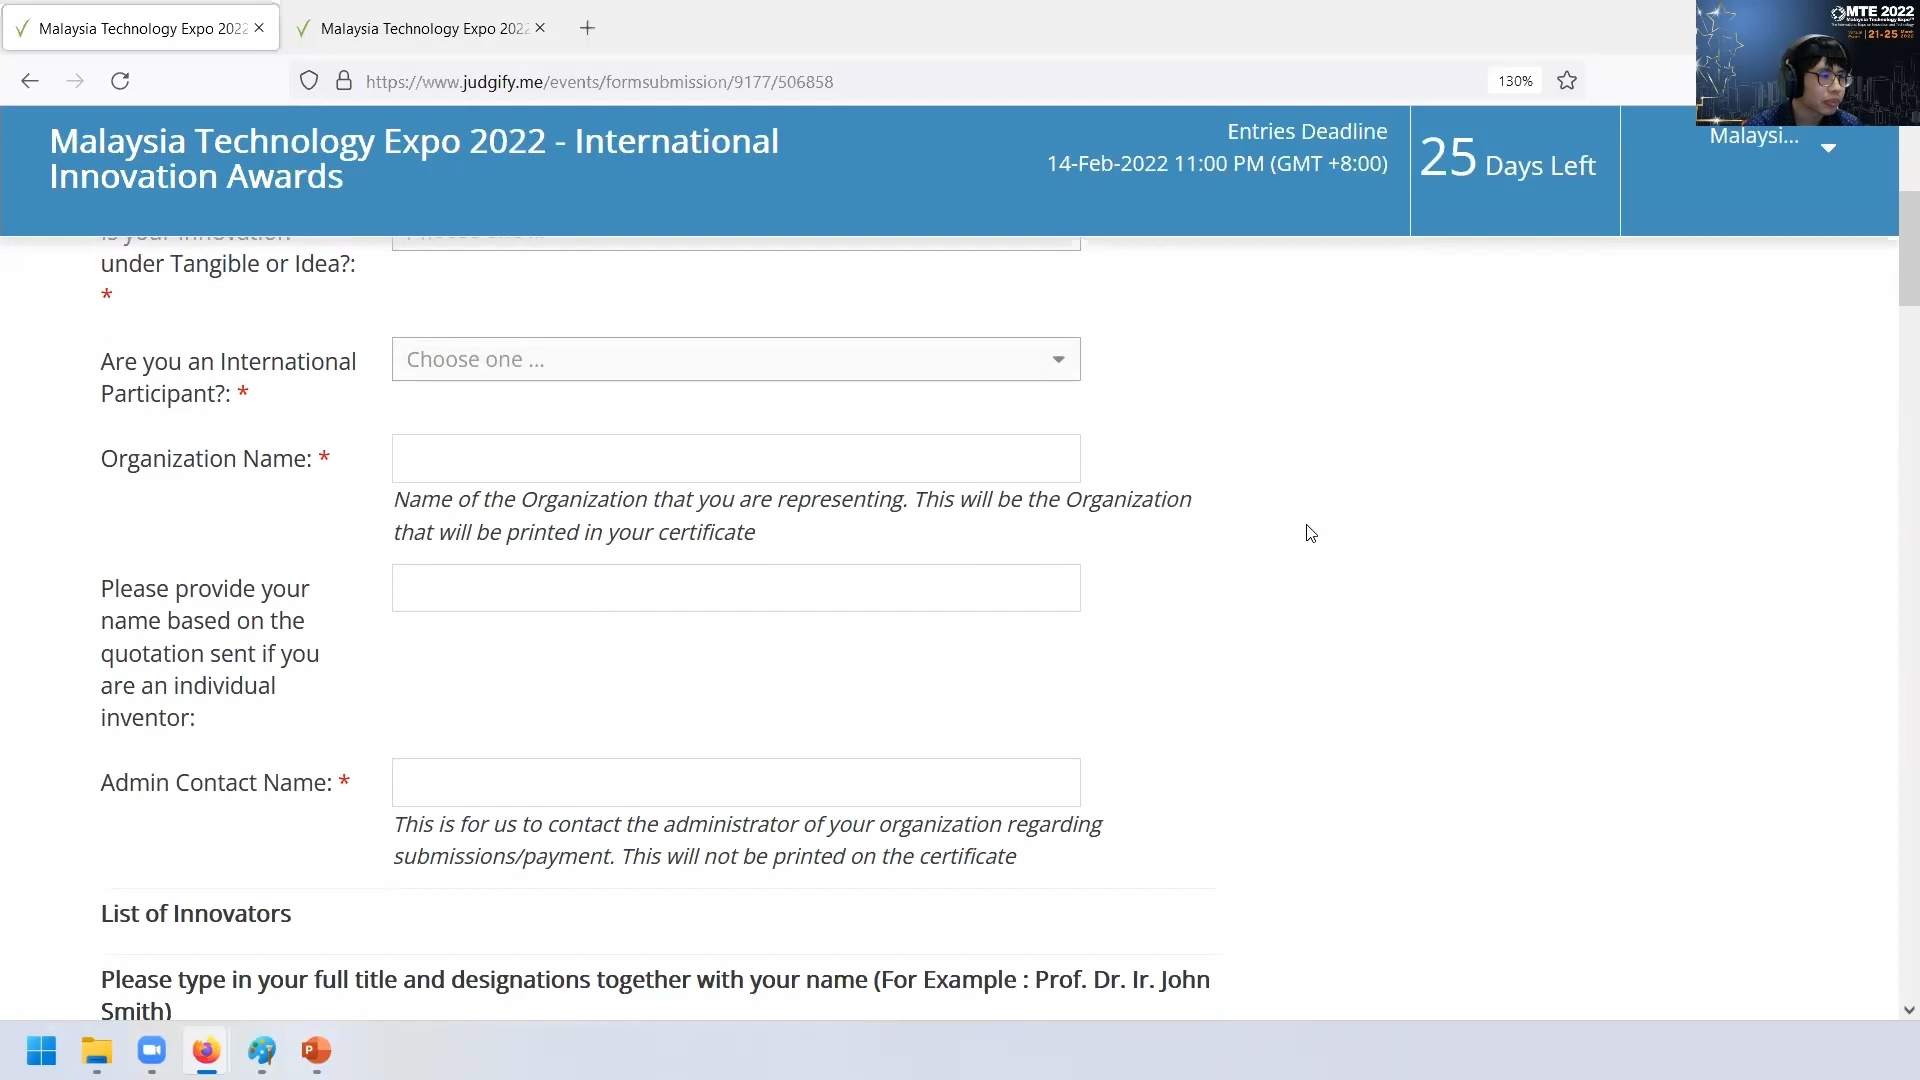 Malaysia Technology Expo 2022
Malaysia Technology Expo 2022
https://www.judgify.me/events/formsubmission/9177/506858
130%
MTE 2022
21-25
Malaysia Technology Expo 2022 - International
Innovation Awards
Entries Deadline
14-Feb-2022 11:00 PM (GMT +8:00)
25 Days Left
Malaysi...
under Tangible or Idea?:
*
Are you an International
Participant?: *
Choose one ...
Organization Name: *
Name of the Organization that you are representing. This will be the Organization
that will be printed in your certificate
Please provide your
name based on the
quotation sent if you
are an individual
inventor:
Admin Contact Name: *
This is for us to contact the administrator of your organization regarding
submissions/payment. This will not be printed on the certificate
List of Innovators
Please type in your full title and designations together with your name (For Example : Prof. Dr. Ir. John
Smith)